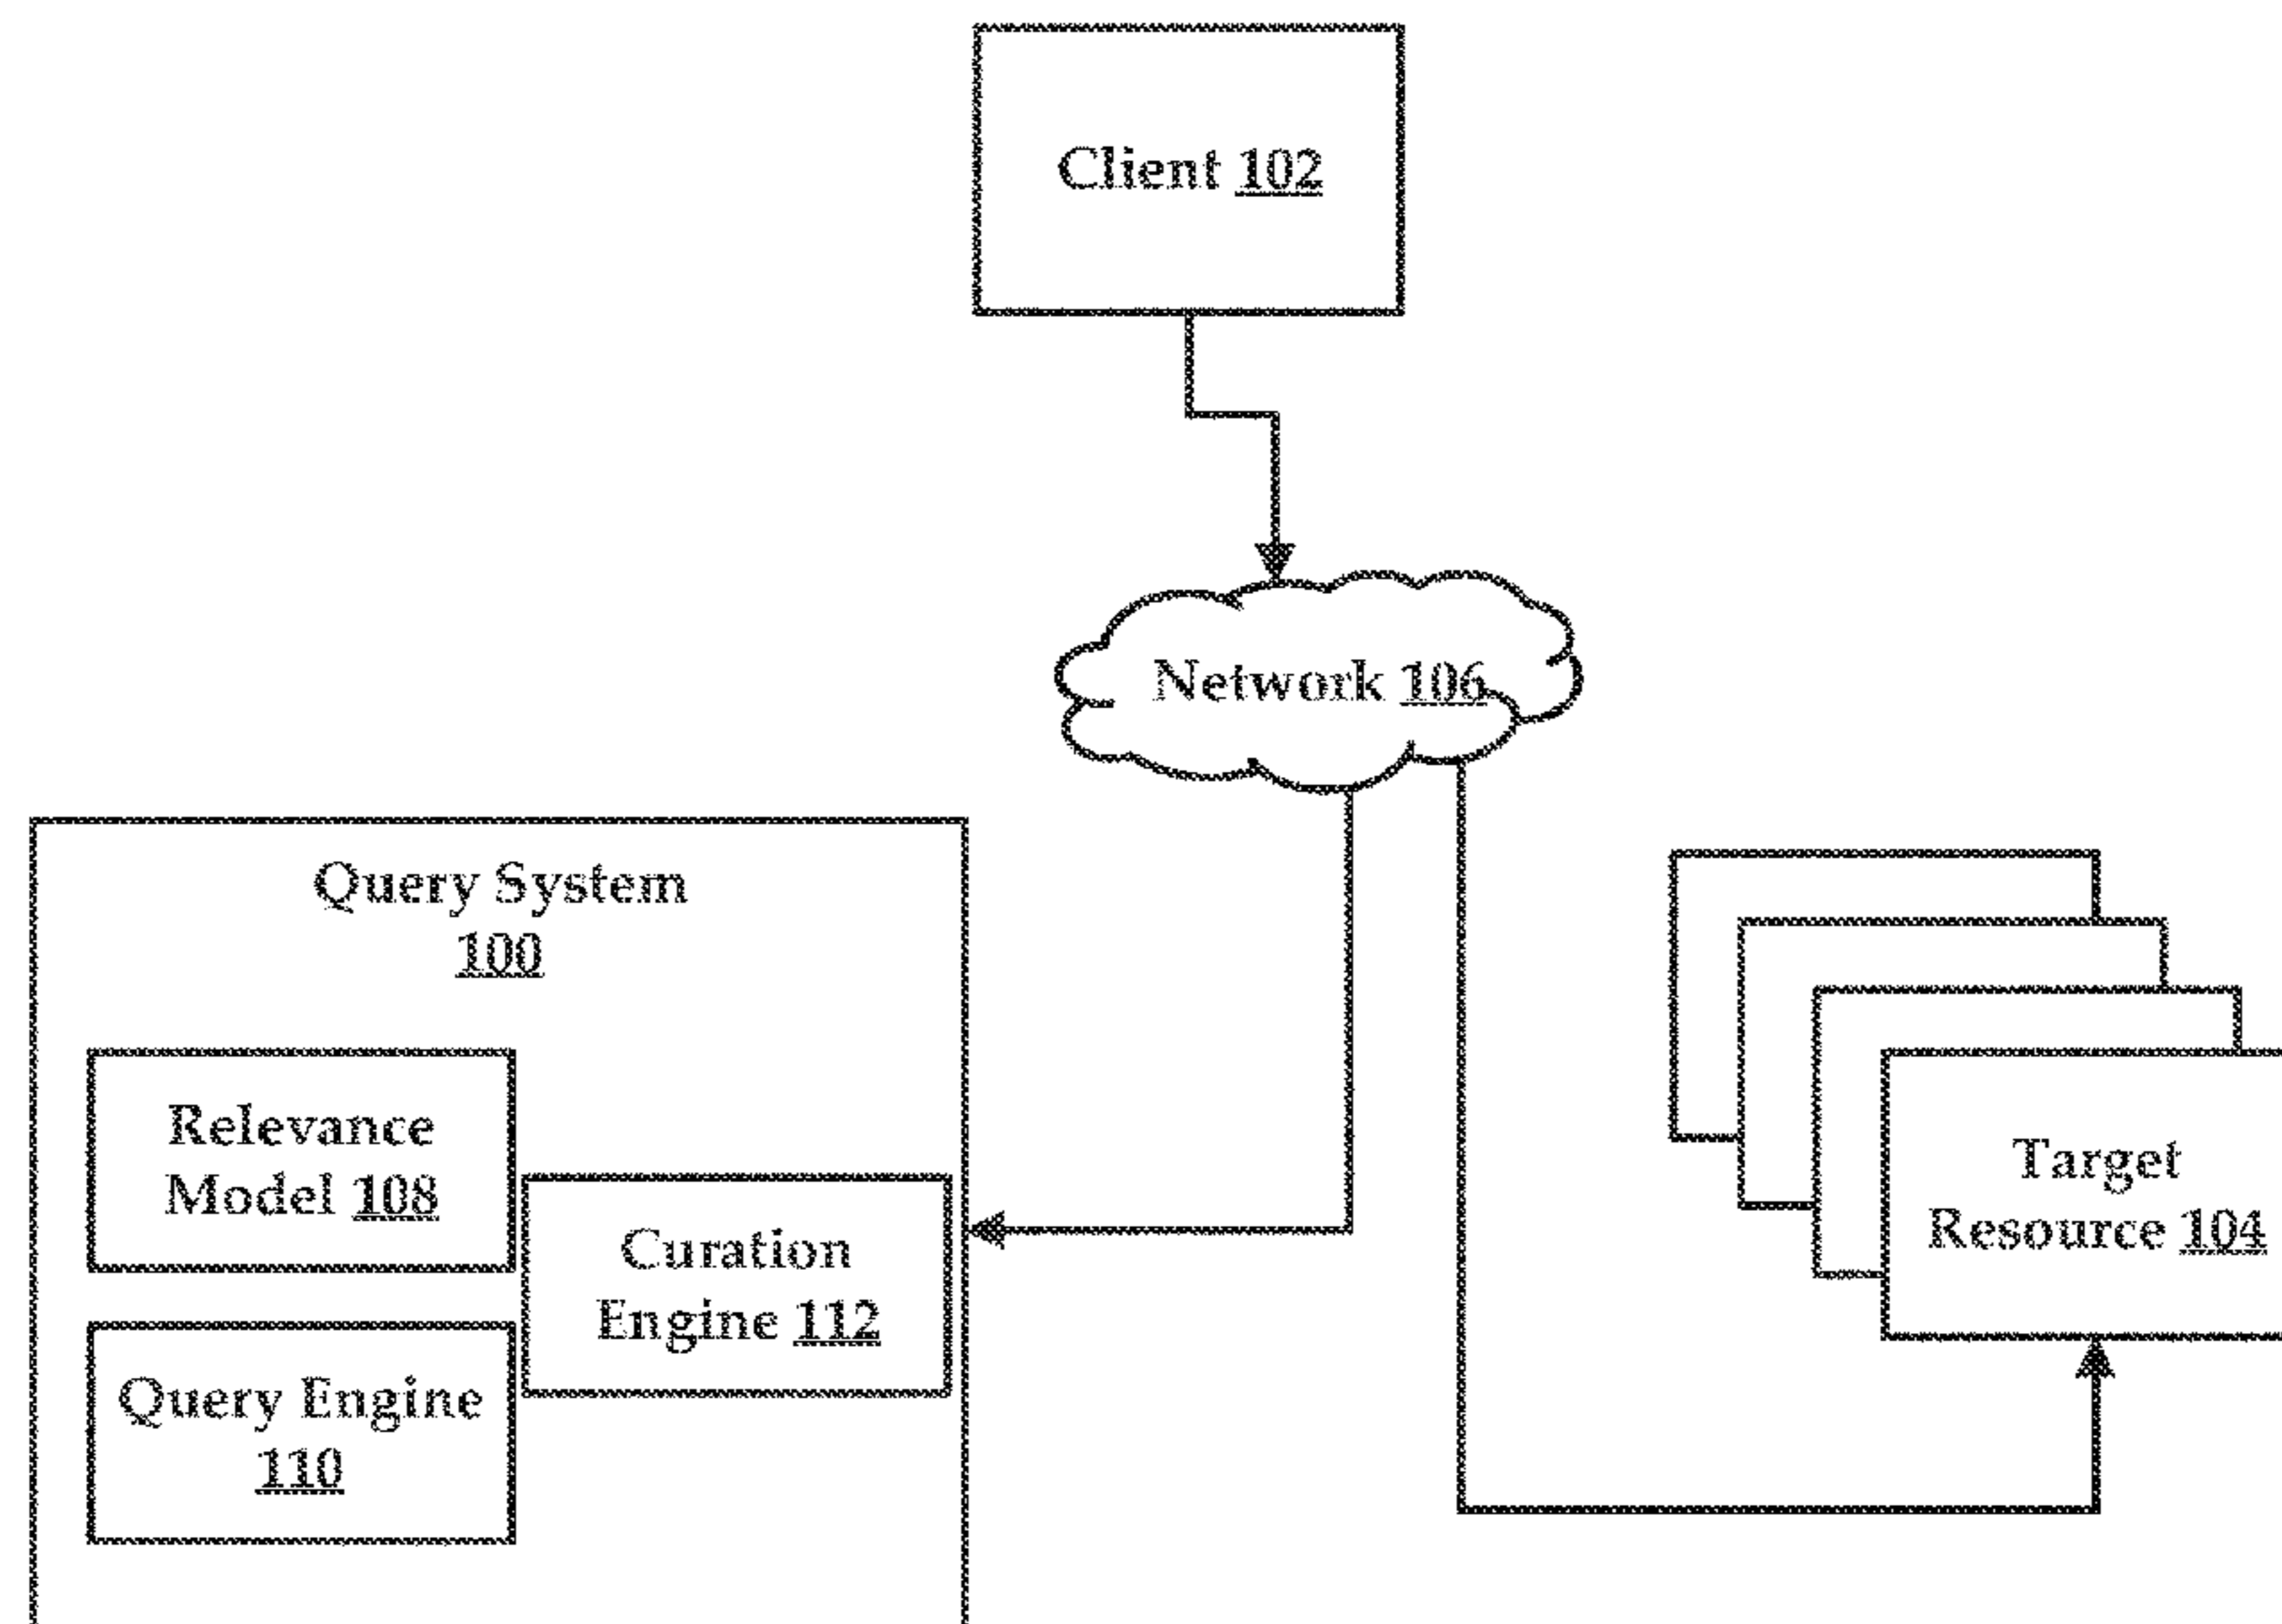 Client 102
Network 106
Query System
100
Relevance
Model 108
Curation
Engine 112
Query Engine
110
Target
Resource 104